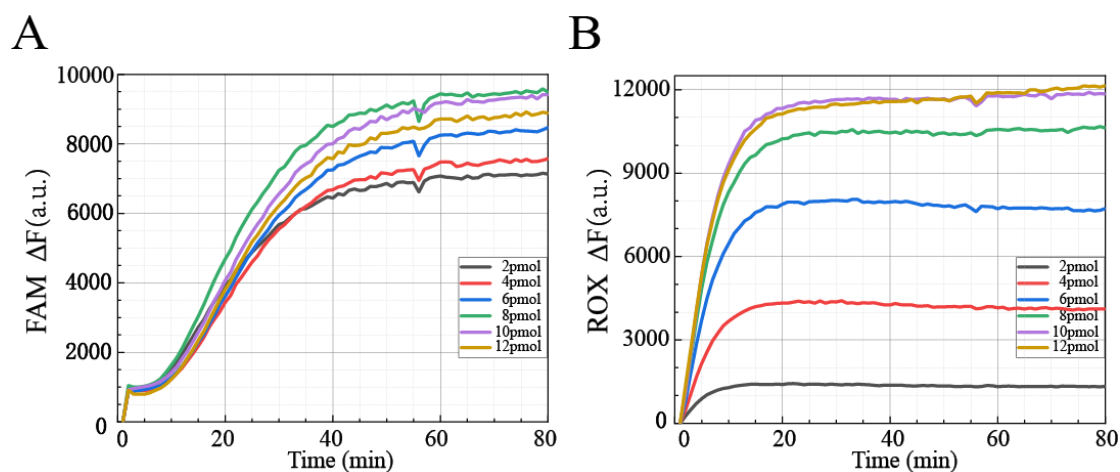 A
B
FAM ΔF(a.u.)
10000
8000
6000
4000
2000
0
0 20 40 60 80
Time (min)
2pmol
4pmol
6pmol
8pmol
10pmol
12pmol
ROX ΔF(a.u.)
12000
9000
6000
3000
0
0 20 40 60 80
Time (min)
2pmol
4pmol
6pmol
8pmol
10pmol
12pmol